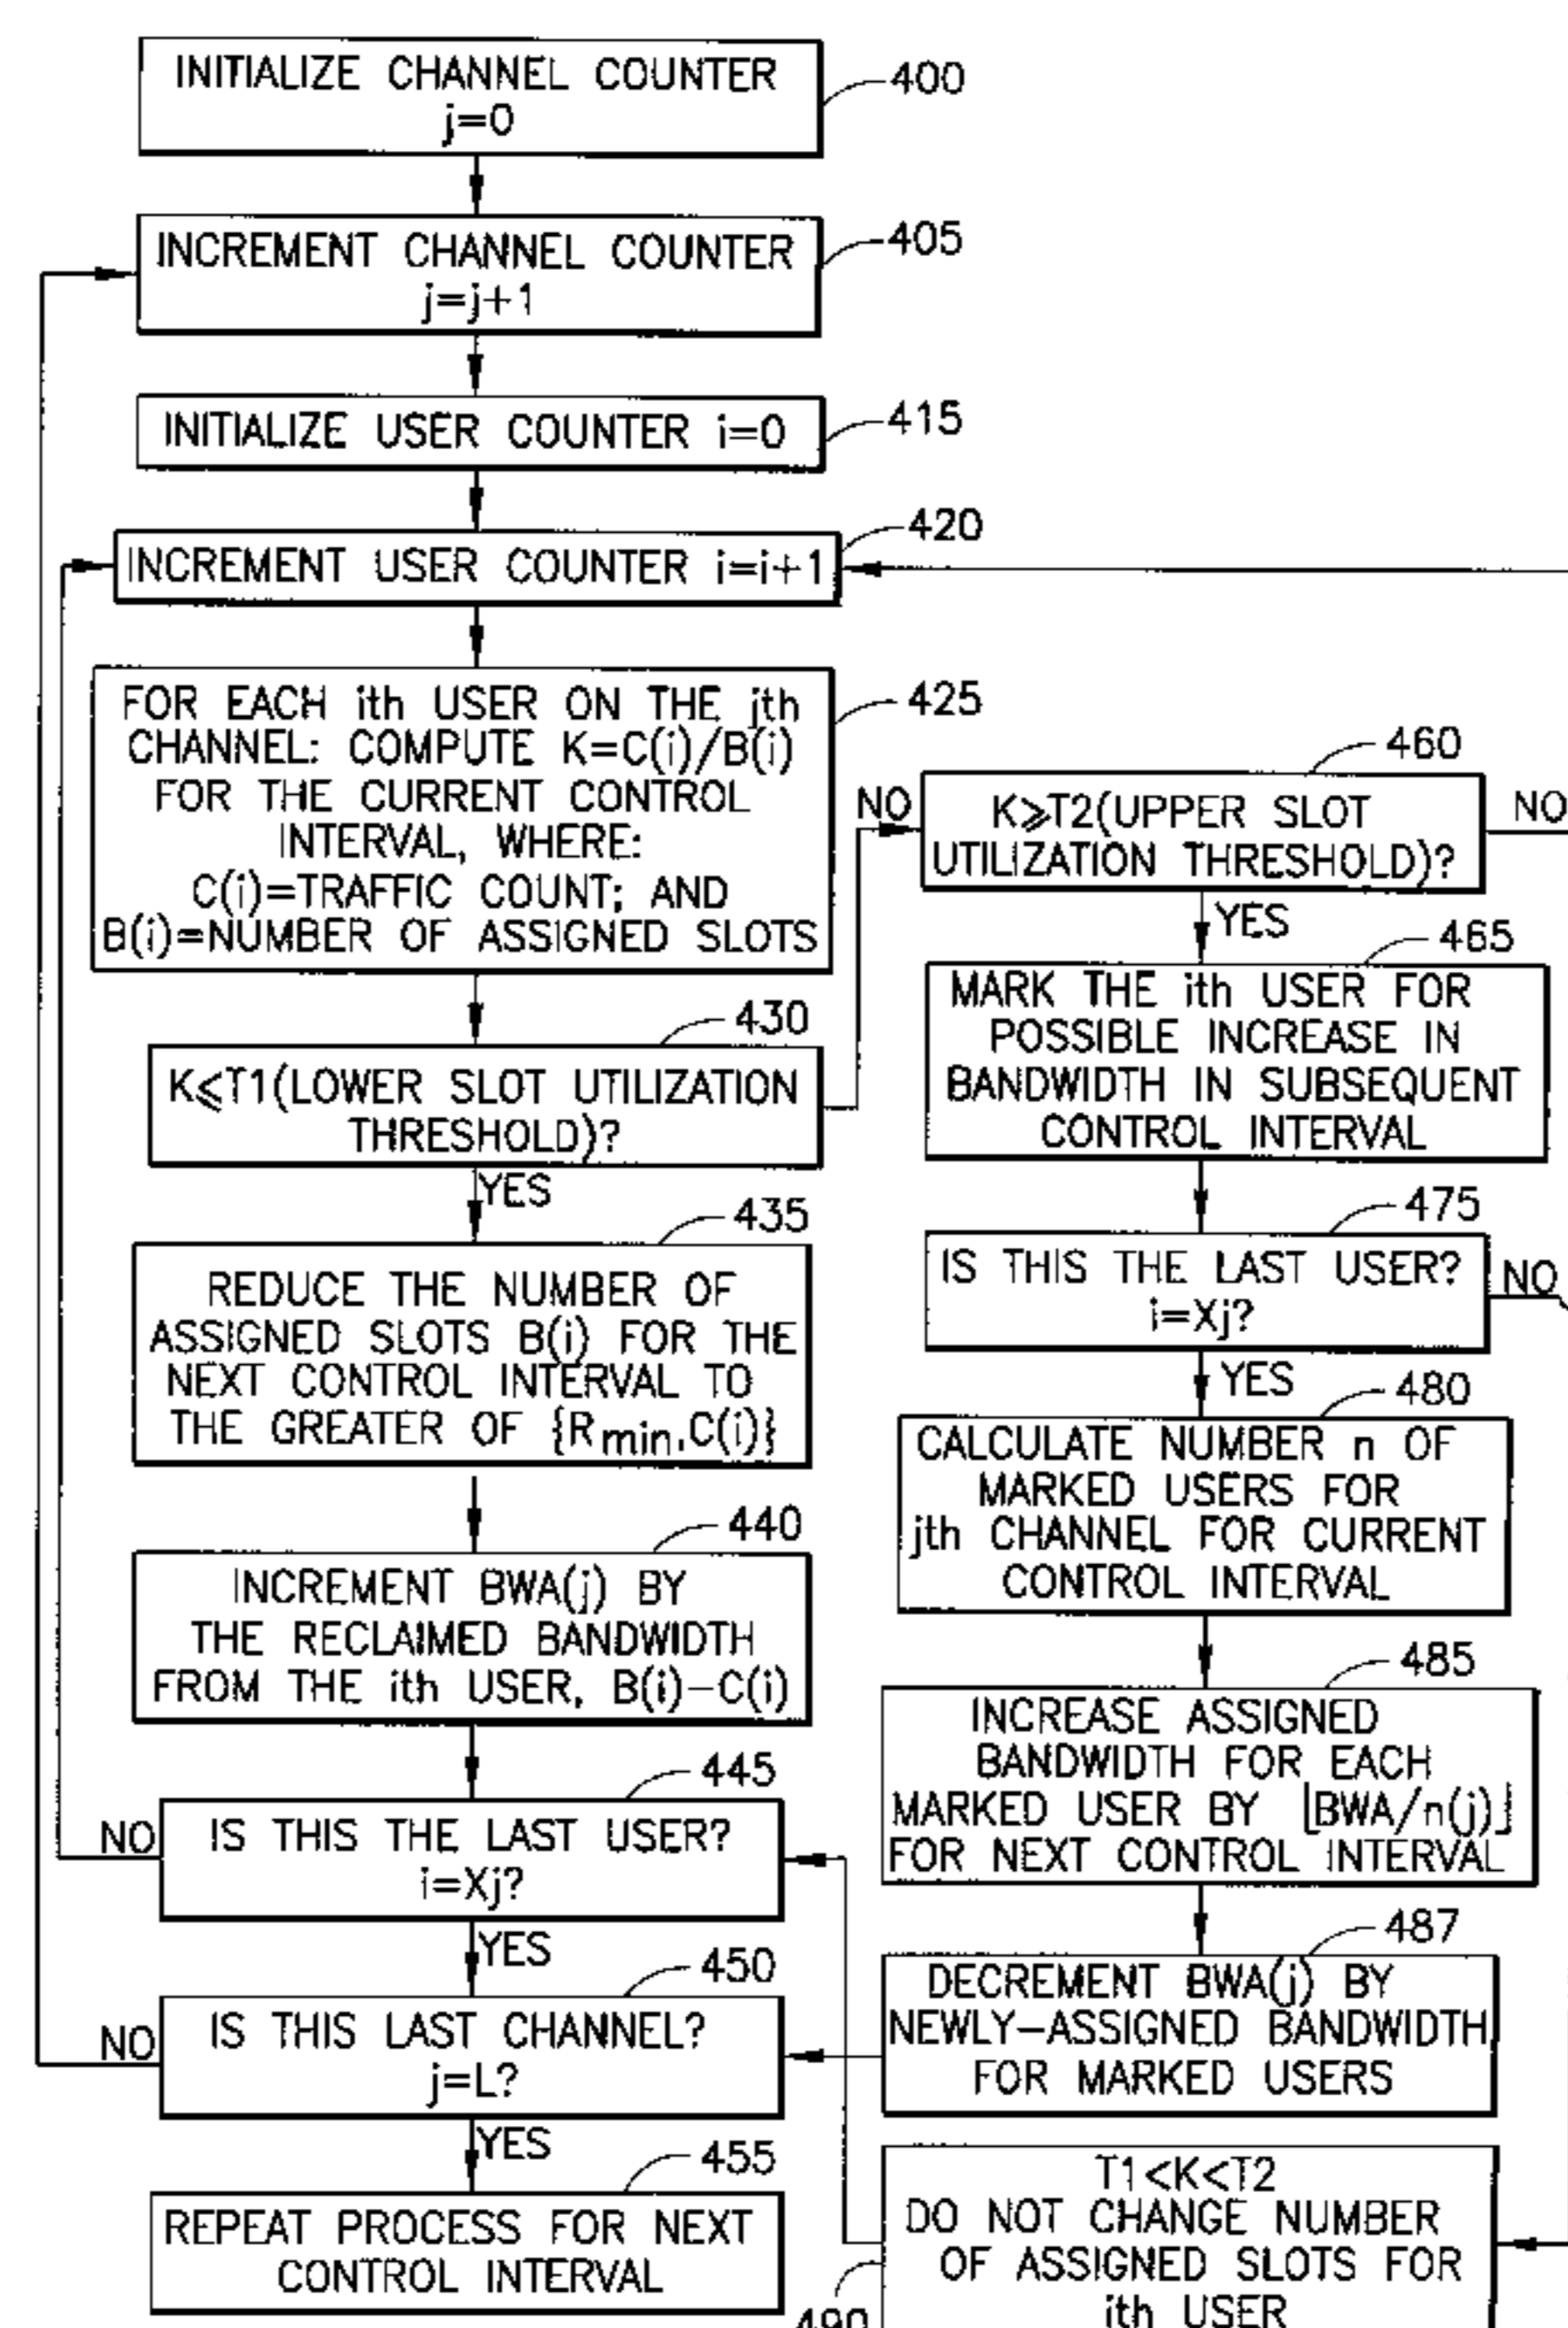 INITIALIZE CHANNEL COUNTER
j=0
400
INCREMENT CHANNEL COUNTER
j=j+1
405
INITIALIZE USER COUNTER i=0
415
INCREMENT USER COUNTER i=i+1
420
FOR EACH ith USER ON THE jth
CHANNEL: COMPUTE K=C(i)/B(i)
FOR THE CURRENT CONTROL
INTERVAL, WHERE:
C(i)=TRAFFIC COUNT; AND
B(i)=NUMBER OF ASSIGNED SLOTS
425
K⩽T1(LOWER SLOT UTILIZATION
THRESHOLD)?
430
NO
YES
REDUCE THE NUMBER OF
ASSIGNED SLOTS B(i) FOR THE
NEXT CONTROL INTERVAL TO
THE GREATER OF {Rmin,C(i)}
435
INCREMENT BWA(j) BY
THE RECLAIMED BANDWIDTH
FROM THE ith USER, B(i)-C(i)
440
IS THIS THE LAST USER?
i=Xj?
445
NO
YES
IS THIS LAST CHANNEL?
j=L?
450
NO
YES
REPEAT PROCESS FOR NEXT
CONTROL INTERVAL
455
K⩾T2(UPPER SLOT
UTILIZATION THRESHOLD)?
460
NO
YES
MARK THE ith USER FOR
POSSIBLE INCREASE IN
BANDWIDTH IN SUBSEQUENT
CONTROL INTERVAL
465
IS THIS THE LAST USER?
i=Xj?
475
NO
YES
CALCULATE NUMBER n OF
MARKED USERS FOR
jth CHANNEL FOR CURRENT
CONTROL INTERVAL
480
INCREASE ASSIGNED
BANDWIDTH FOR EACH
MARKED USER BY ⌊BWA/n(j)⌋
FOR NEXT CONTROL INTERVAL
485
DECREMENT BWA(j) BY
NEWLY-ASSIGNED BANDWIDTH
FOR MARKED USERS
487
T1<K<T2
DO NOT CHANGE NUMBER
OF ASSIGNED SLOTS FOR
ith USER
490